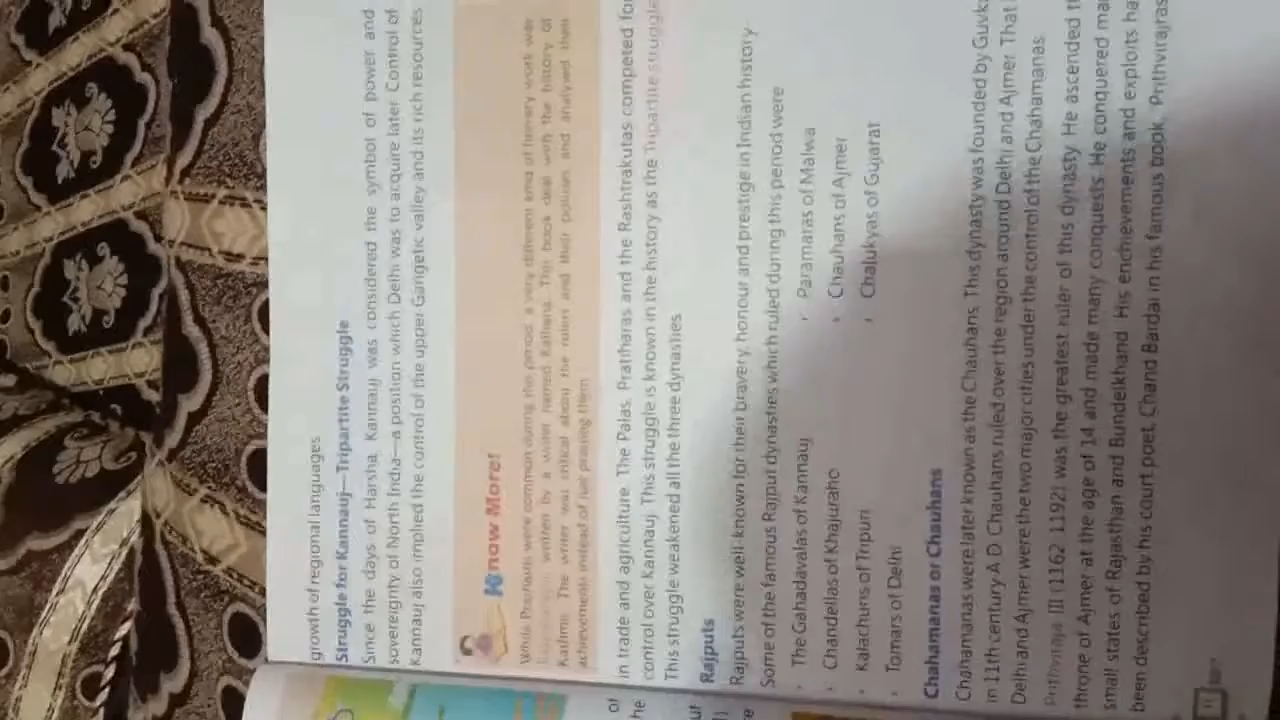 growth of regional languages
Struggle for Kannauj—Tripartite Struggle
Since the days of Harsha, Kannauj was considered the symbol of power and
sovereignty of North India—a position which Delhi was to acquire later Control of
Kannauj also implied the control of the upper Gangetic valley and its rich resources
Know More!
While Prashastis were common during this period, a very different kind of literary work was
written by a writer named Kalhana. This book deal with the history of
Kashmir. The writer was critical about the rulers and their policies and analysed their
achievements instead of just praising them
in trade and agriculture. The Palas, Pratiharas and the Rashtrakutas competed for
control over Kannauj. This struggle is known in the history as the Tripartite struggle
This struggle weakened all the three dynasties
Rajputs
Rajputs were well-known for their bravery, honour and prestige in Indian history.
Some of the famous Rajput dynasties which ruled during this period were
• The Gahadavalas of Kannauj
• Paramaras of Malwa
• Chandellas of Khajuraho
• Chauhans of Ajmer
• Kalachuris of Tripuri
• Chalukyas of Gujarat
• Tomars of Delhi
Chahamanas or Chauhans
Chahamanas were later known as the Chauhans. This dynasty was founded by Guvk
in 11th century A D Chauhans ruled over the region around Delhi and Ajmer That
Delhi and Ajmer were the two major cities under the control of the Chahamanas
Prithviraja III (1162 1192) was the greatest ruler of this dynasty He ascended
throne of Ajmer at the age of 14 and made many conquests He conquered
small states of Rajasthan and Bundelkhand His enchievements and exploits
been described by his court poet, Chand Bardai in his famous book, Prithviras